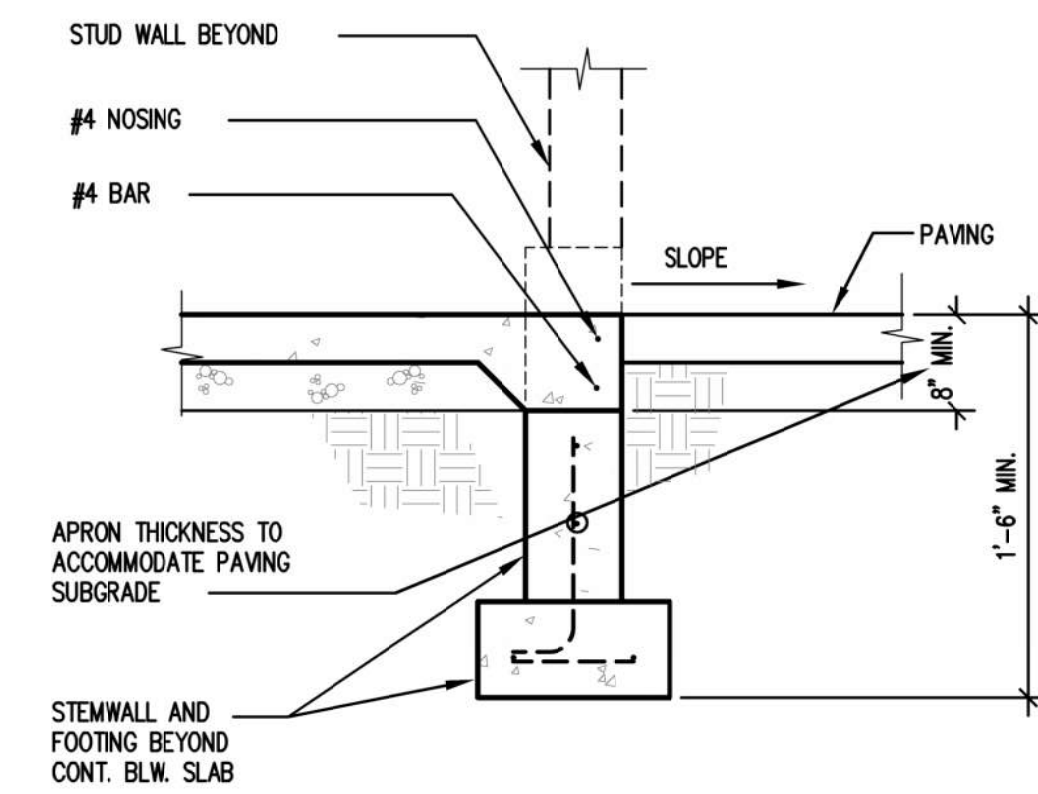 STUD WALL BEYOND
#4 NOSING
#4 BAR
SLOPE
PAVING
8" MIN.
1'-6" MIN.
APRON THICKNESS TO
ACCOMMODATE PAVING
SUBGRADE
STEMWALL AND
FOOTING BEYOND
CONT. BLW. SLAB